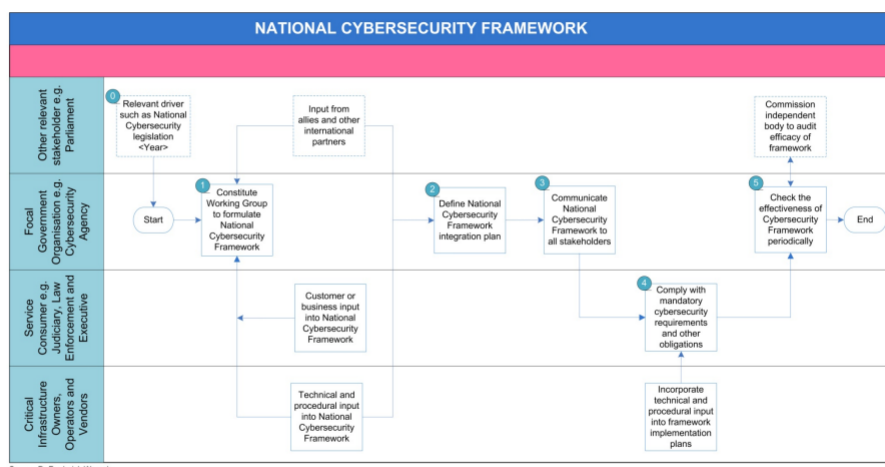 NATIONAL CYBERSECURITY FRAMEWORK
Other relevant
stakeholder e.g.
Parliament
0
Relevant driver
such as National
Cybersecurity
legislation
<Year>
Input from
allies and other
international
partners
Commission
independent
body to audit
efficacy of
framework
Focal
Government
Organisation e.g.
Cybersecurity
Agency
Start
1
Constitute
Working Group
to formulate
National
Cybersecurity
Framework
2
Define National
Cybersecurity
Framework
integration plan
3
Communicate
National
Cybersecurity
Framework to
all stakeholders
5
Check the
effectiveness of
Cybersecurity
Framework
periodically
End
Service
Consumer e.g.
Judiciary, Law
Enforcement and
Executive
Customer or
business input
into National
Cybersecurity
Framework
4
Comply with
mandatory
cybersecurity
requirements
and other
obligations
Critical
Infrastructure
Owners,
Operators and
Vendors
Technical and
procedural input
into National
Cybersecurity
Framework
Incorporate
technical and
procedural input
into framework
implementation
plans